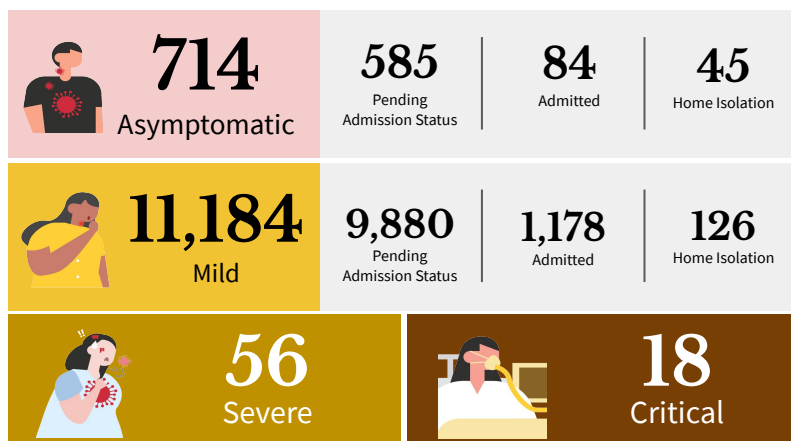 714
Asymptomatic
585
Pending
Admission Status
84
Admitted
45
Home Isolation
11,184
Mild
9,880
Pending
Admission Status
1,178
Admitted
126
Home Isolation
!!
56
Severe
18
Critical